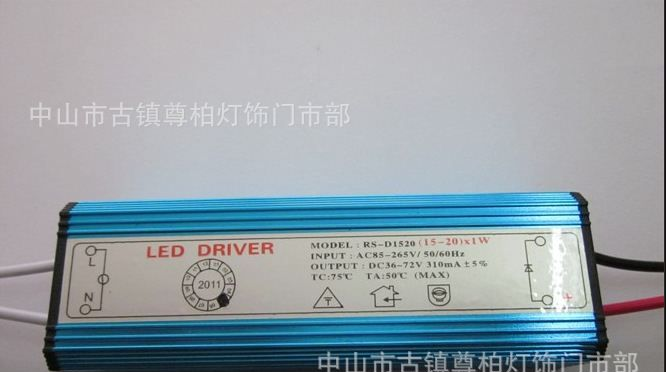 中山市古镇尊柏灯饰门市部
LED DRIVER
MODEL : RS-D1520 (15-20)x1W
INPUT : AC85-265V/ 50/60Hz
OUTPUT : DC36-72V 310mA±5%
TC:75℃ TA:50℃ (MAX)
L
N
2011
+
中山市古镇尊柏灯饰门市部